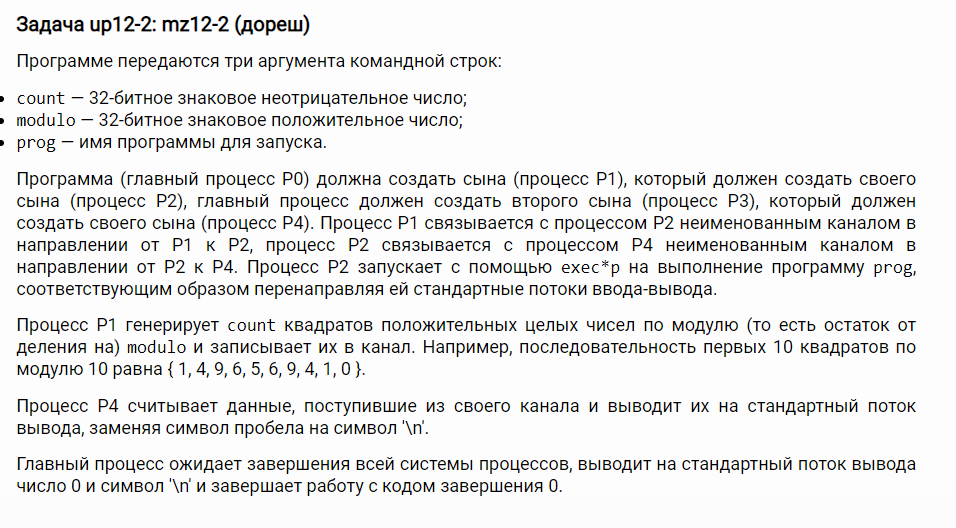 Задача up12-2: mz12-2 (дореш)
Программе передаются три аргумента командной строк:
count — 32-битное знаковое неотрицательное число;
modulo — 32-битное знаковое положительное число;
prog — имя программы для запуска.
Программа (главный процесс P0) должна создать сына (процесс P1), который должен создать своего
сына (процесс P2), главный процесс должен создать второго сына (процесс P3), который должен
создать своего сына (процесс P4). Процесс P1 связывается с процессом P2 неименованным каналом в
направлении от P1 к P2, процесс P2 связывается с процессом P4 неименованным каналом в
направлении от P2 к P4. Процесс P2 запускает с помощью exec*p на выполнение программу prog,
соответствующим образом перенаправляя ей стандартные потоки ввода-вывода.
Процесс P1 генерирует count квадратов положительных целых чисел по модулю (то есть остаток от
деления на) modulo и записывает их в канал. Например, последовательность первых 10 квадратов по
модулю 10 равна { 1, 4, 9, 6, 5, 6, 9, 4, 1, 0 }.
Процесс P4 считывает данные, поступившие из своего канала и выводит их на стандартный поток
вывода, заменяя символ пробела на символ '\n'.
Главный процесс ожидает завершения всей системы процессов, выводит на стандартный поток вывода
число 0 и символ '\n' и завершает работу с кодом завершения 0.